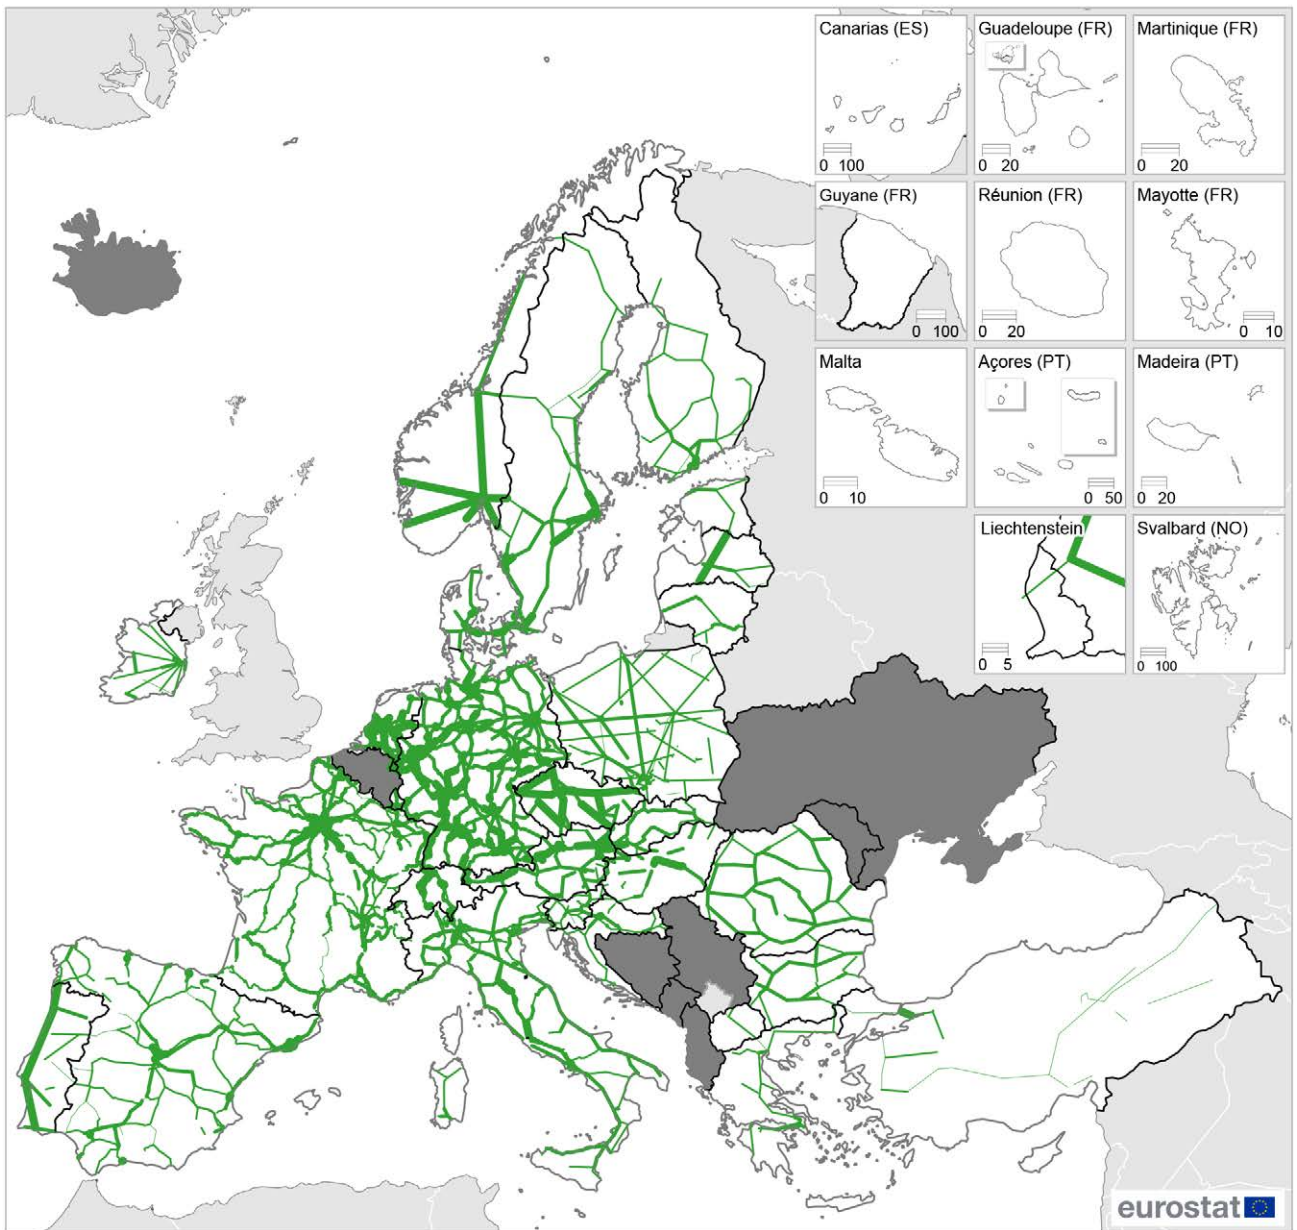 Canarias (ES)
0 100
Guadeloupe (FR)
0 20
Martinique (FR)
0 20
Guyane (FR)
0 100
Réunion (FR)
0 20
Mayotte (FR)
0 10
Malta
0 10
Açores (PT)
0 50
Madeira (PT)
0 20
Liechtenstein
0 5
Svalbard (NO)
0 100
eurostat